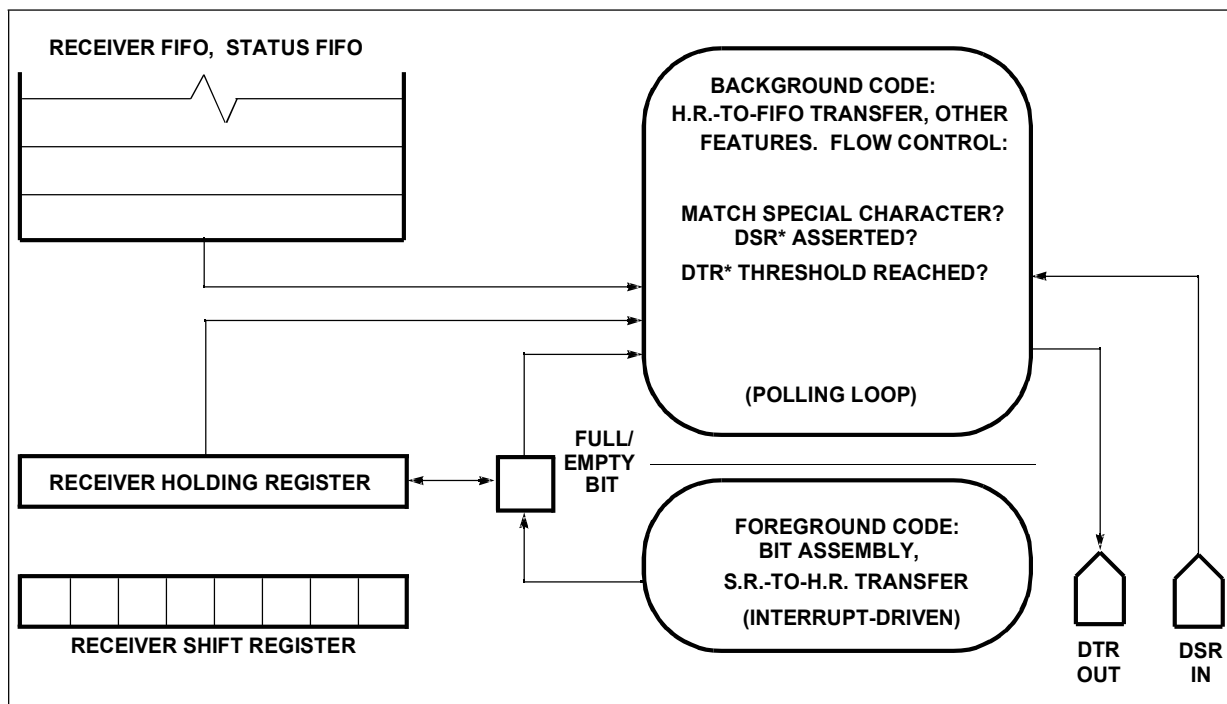 RECEIVER FIFO, STATUS FIFO
BACKGROUND CODE:
H.R.-TO-FIFO TRANSFER, OTHER
FEATURES. FLOW CONTROL:
MATCH SPECIAL CHARACTER?
DSR* ASSERTED?
DTR* THRESHOLD REACHED?
(POLLING LOOP)
FULL/
EMPTY
BIT
RECEIVER HOLDING REGISTER
FOREGROUND CODE:
BIT ASSEMBLY,
S.R.-TO-H.R. TRANSFER
(INTERRUPT-DRIVEN)
RECEIVER SHIFT REGISTER
DTR
OUT
DSR
IN